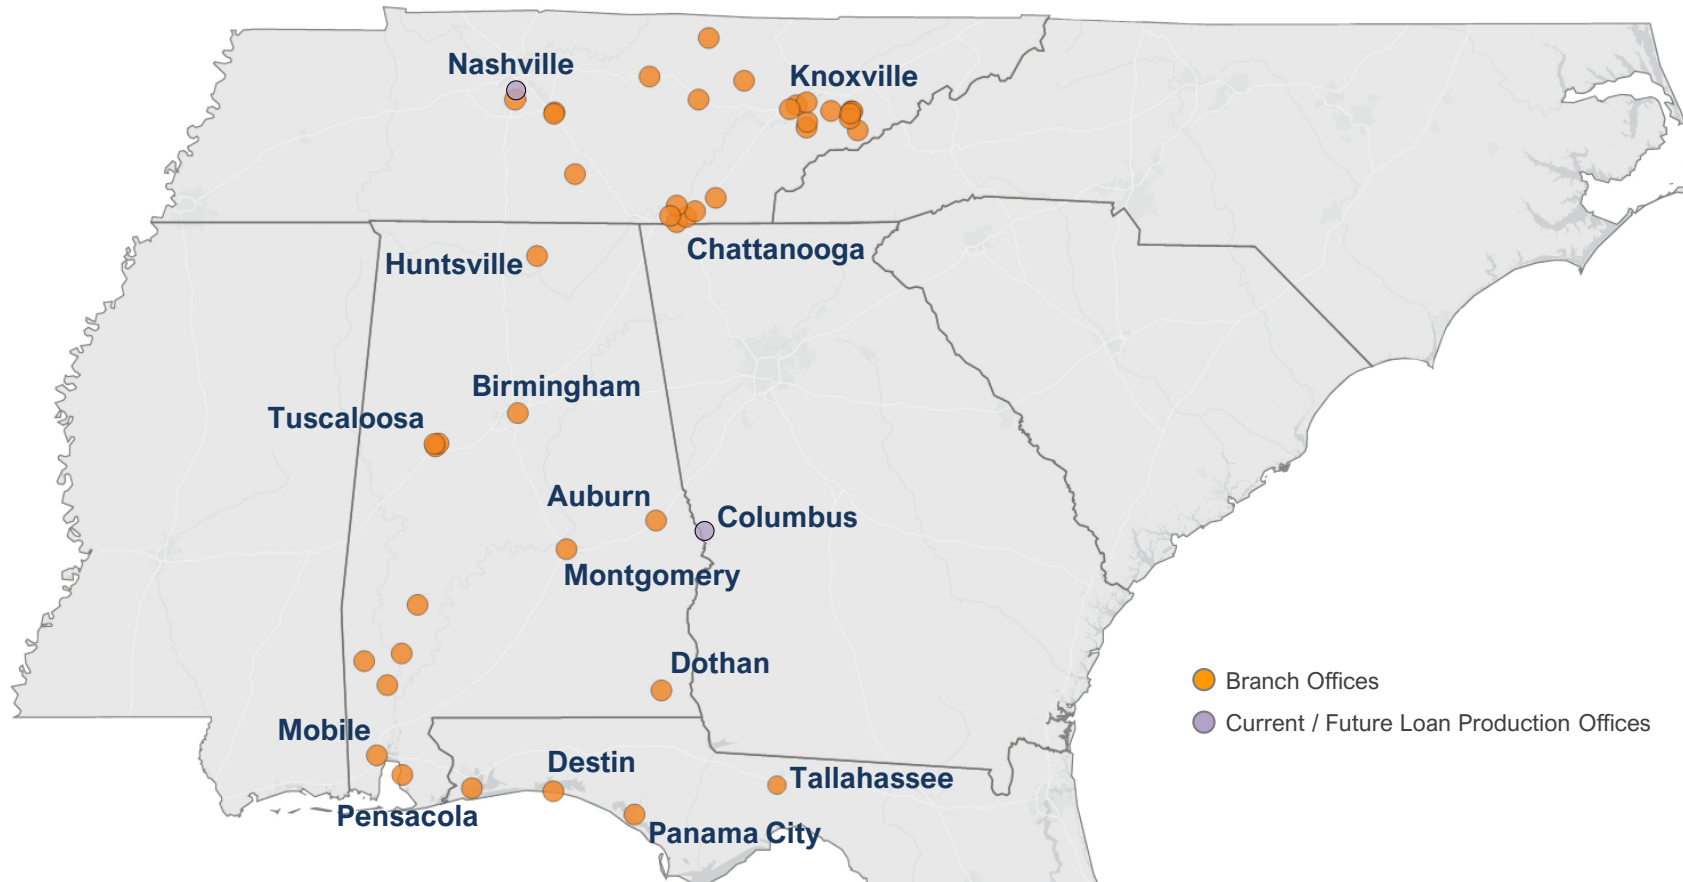 Nashville
Knoxville
Chattanooga
Huntsville
Birmingham
Tuscaloosa
Auburn
Columbus
Montgomery
Dothan
Branch Offices
Current / Future Loan Production Offices
Mobile
Destin
Tallahassee
Pensacola
Panama City